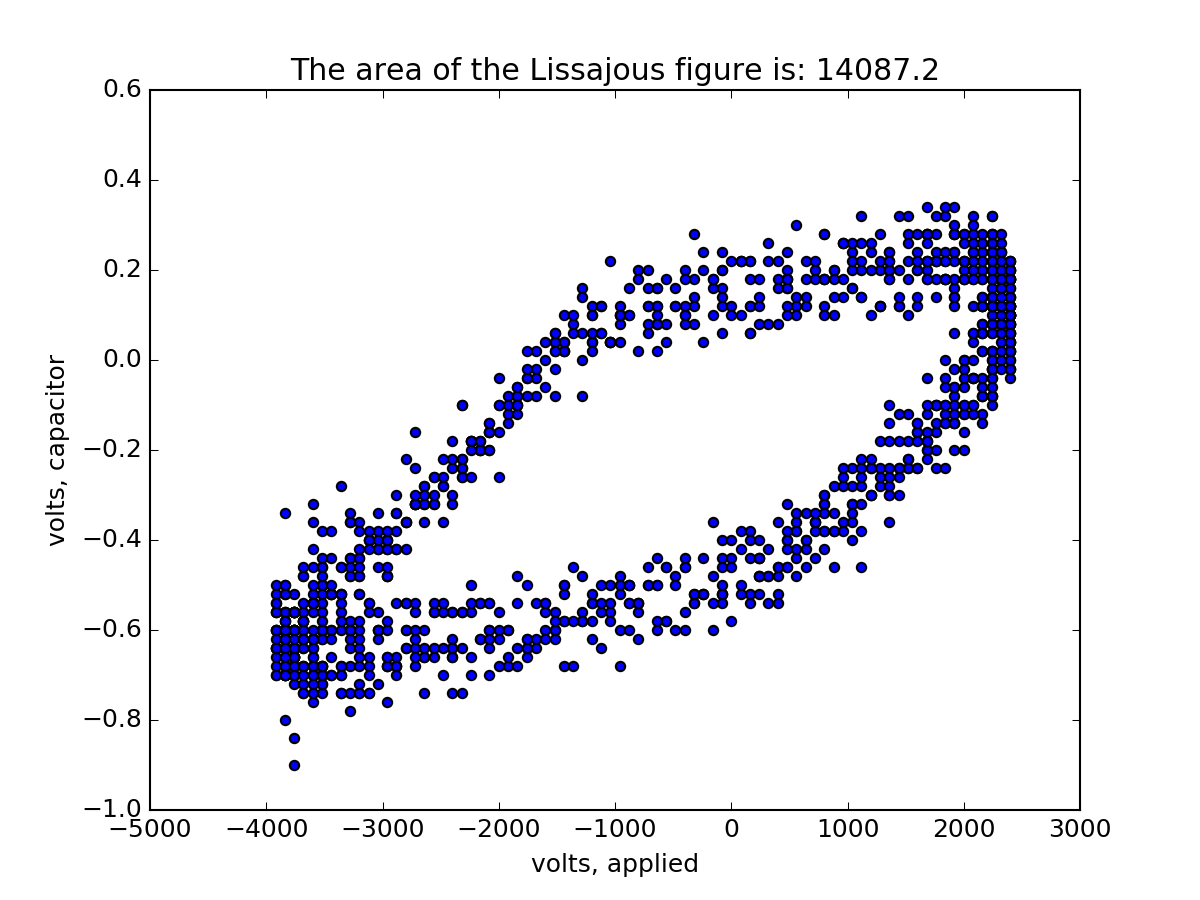 The area of the Lissajous figure is: 14087.2
0.6
0.4
0.2
0.0
−0.2
−0.4
−0.6
−0.8
−1.0
volts, capacitor
−5000 −4000 −3000 −2000 −1000 0 1000 2000 3000
volts, applied